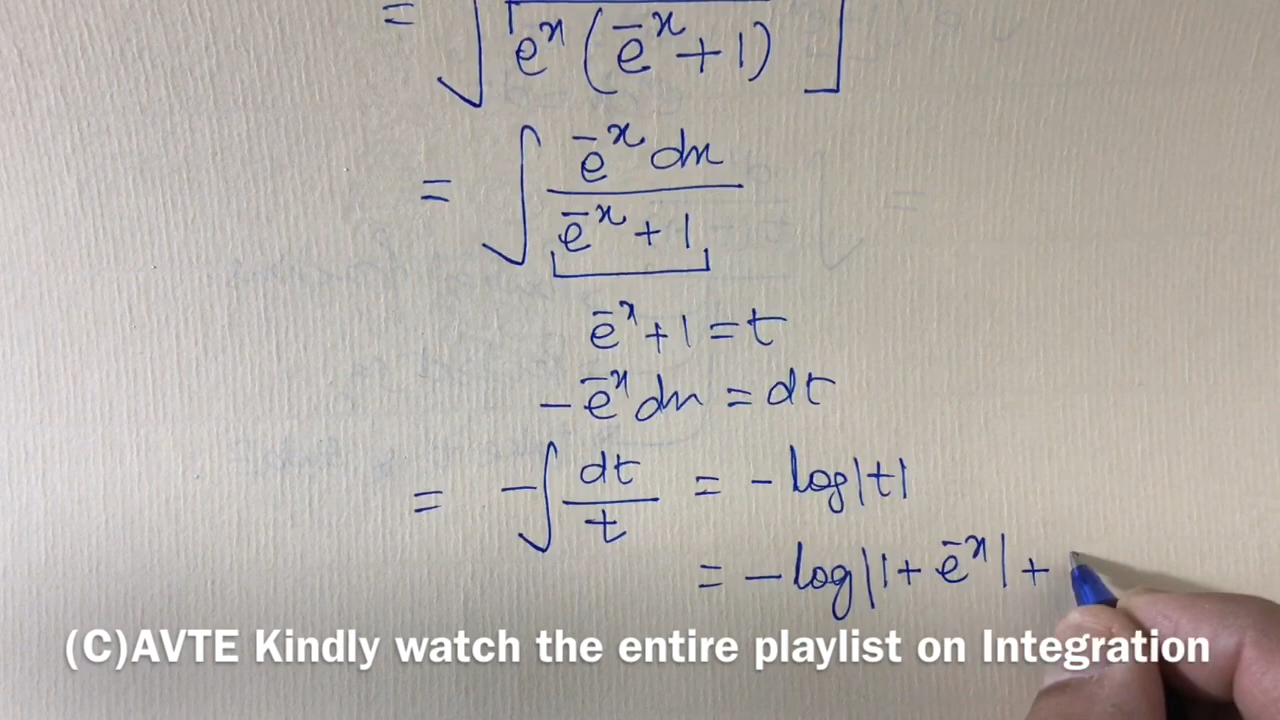 = ∫ [ e^x (e^-x + 1) ]
= ∫ e^-x dx / e^-x + 1
e^-x + 1 = t
- e^-x dx = dt
= -∫ dt / t = - log|t|
= - log|1 + e^-x| +
(C)AVTE Kindly watch the entire playlist on Integration